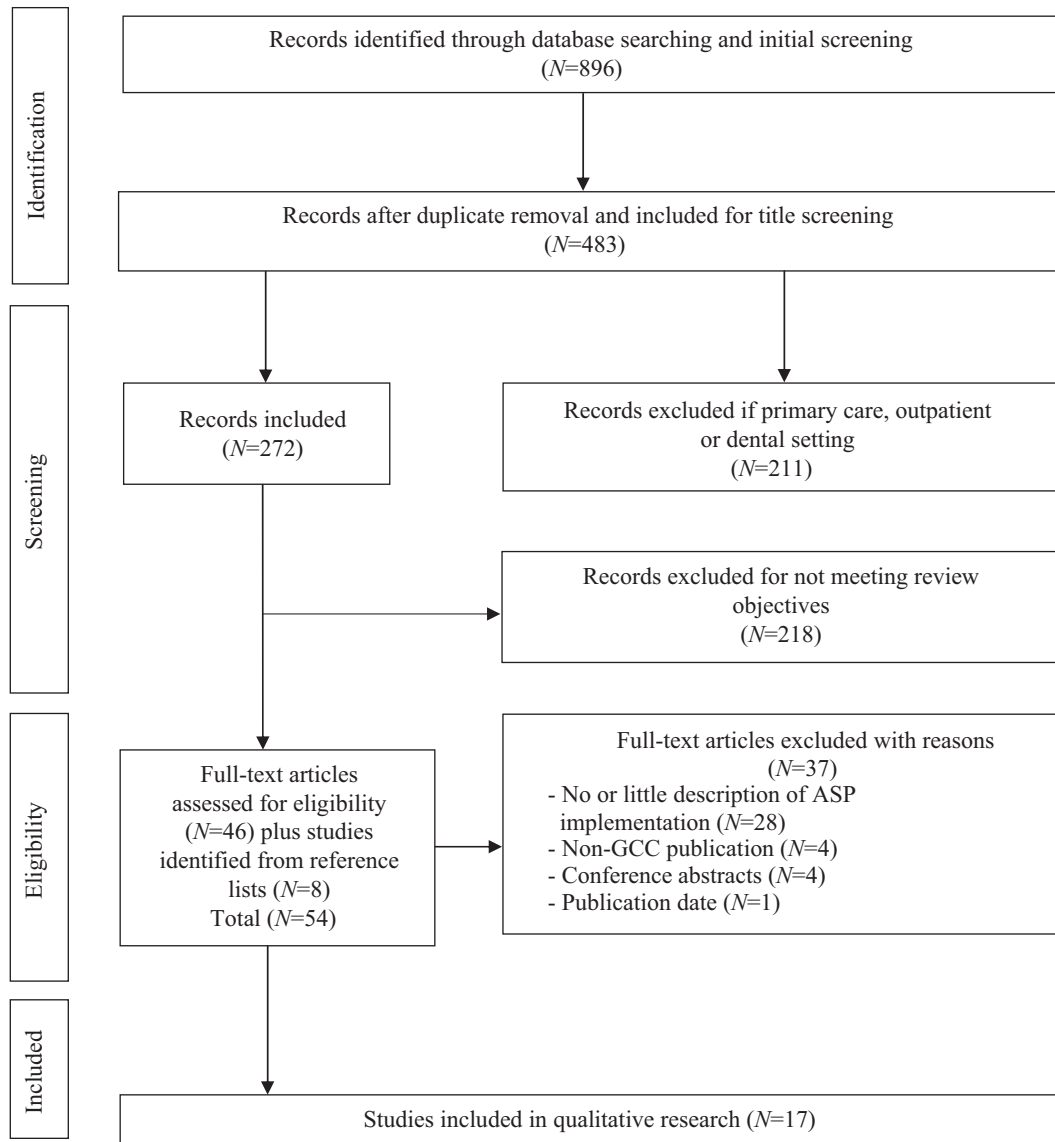 Identification
Records identified through database searching and initial screening
(N=896)
Records after duplicate removal and included for title screening
(N=483)
Screening
Records included
(N=272)
Records excluded if primary care, outpatient
or dental setting
(N=211)
Records excluded for not meeting review
objectives
(N=218)
Eligibility
Full-text articles
assessed for eligibility
(N=46) plus studies
identified from reference
lists (N=8)
Total (N=54)
Full-text articles excluded with reasons
(N=37)
- No or little description of ASP
implementation (N=28)
- Non-GCC publication (N=4)
- Conference abstracts (N=4)
- Publication date (N=1)
Included
Studies included in qualitative research (N=17)